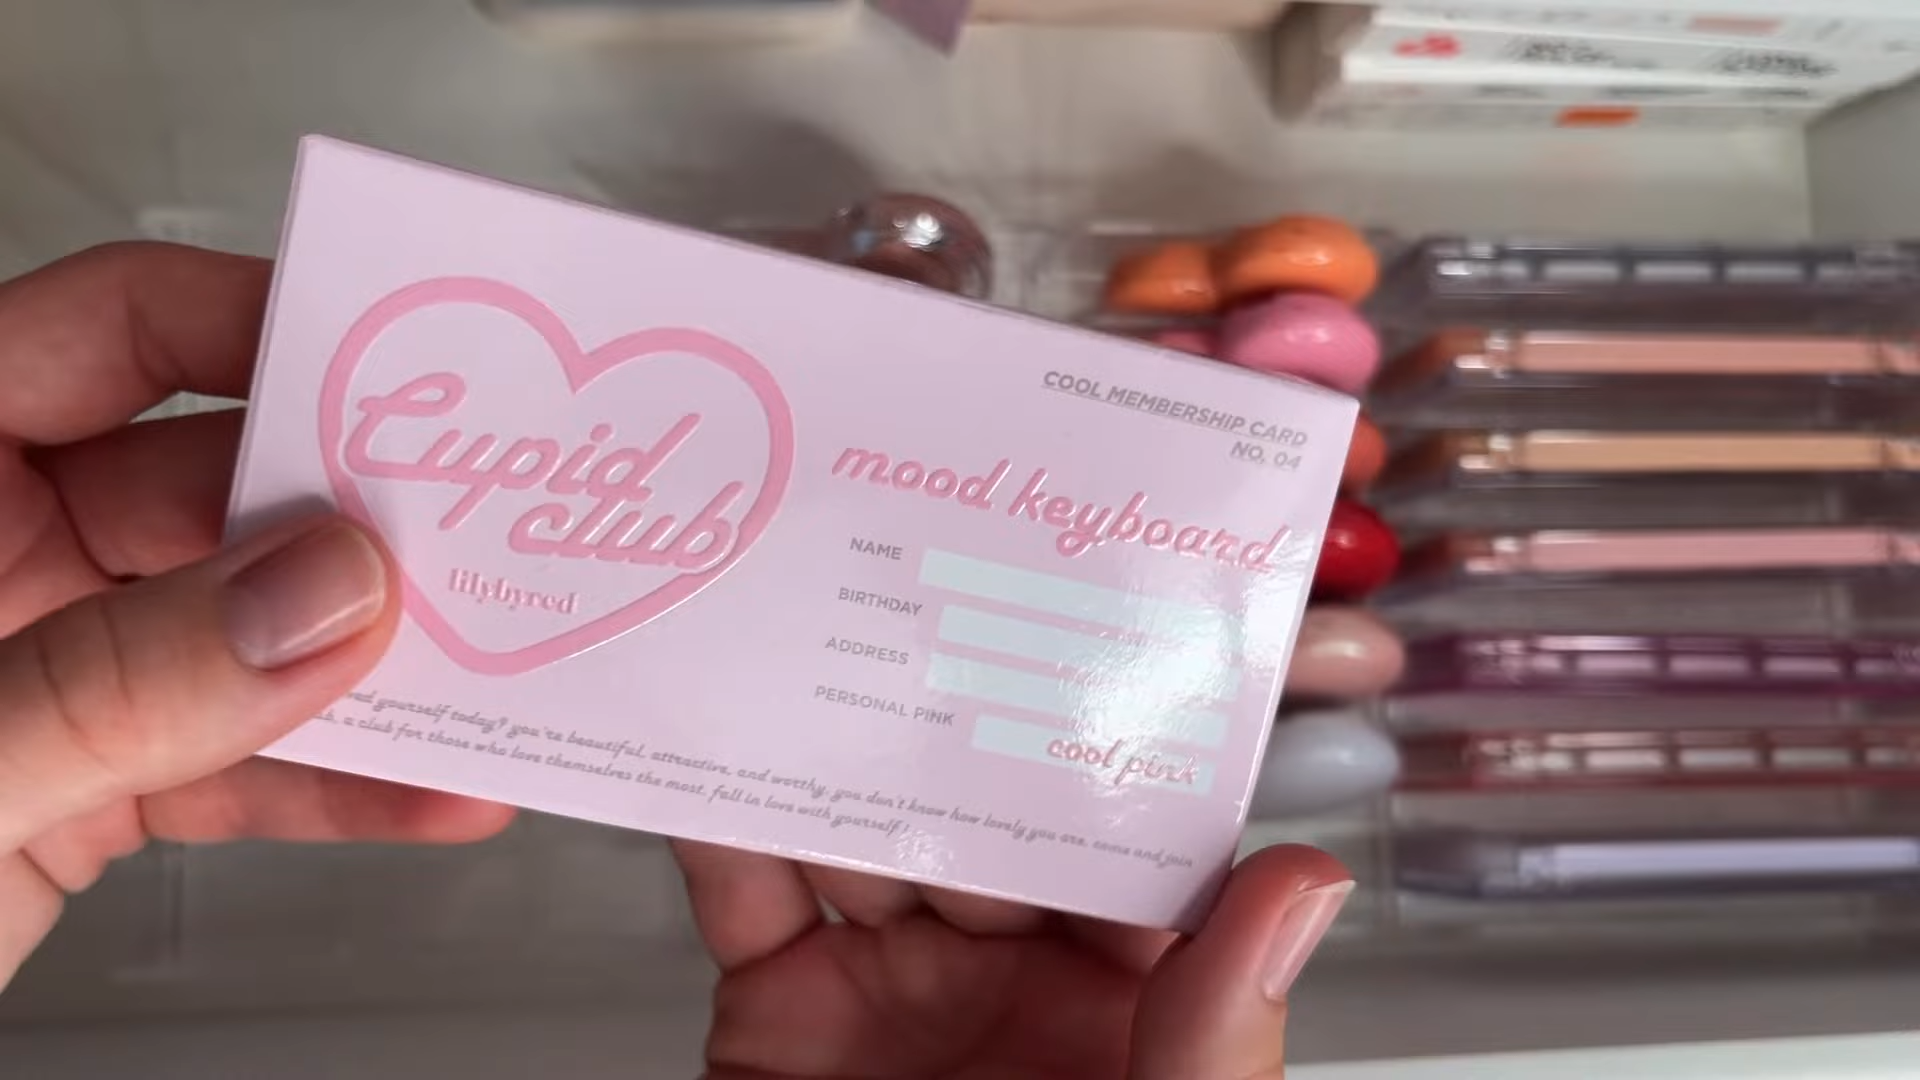 Cupid
club
lilybyred
COOL MEMBERSHIP CARD
NO. 04
mood keyboard
NAME
BIRTHDAY
ADDRESS
PERSONAL PINK
cool pink
yourself today? you're beautiful, attractive, and worthy. you don't know how lovely you are. come and join
a club for those who love themselves the most. fall in love with yourself!